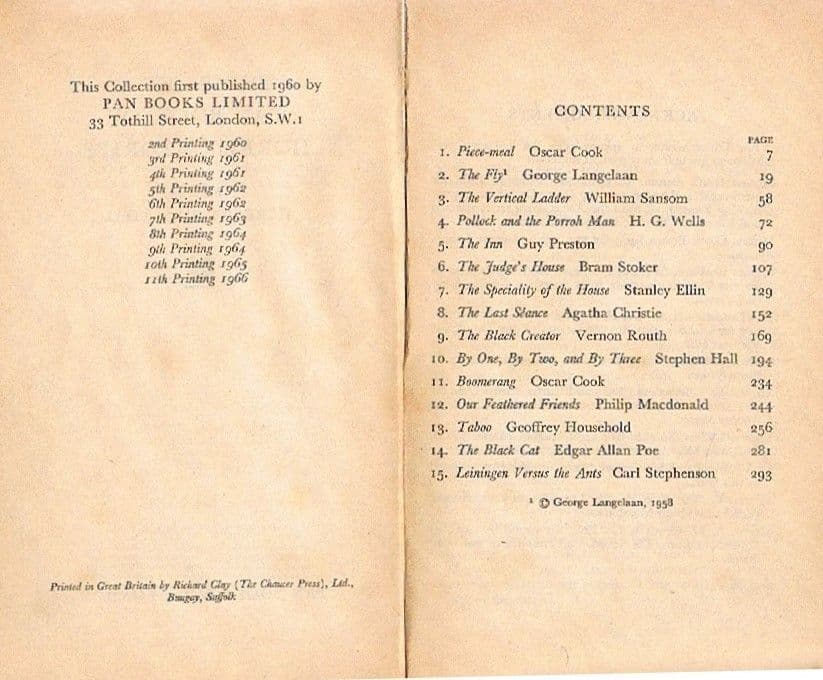 This Collection first published 1960 by
PAN BOOKS LIMITED
33 Tothill Street, London, S.W.1
2nd Printing 1960
3rd Printing 1961
4th Printing 1961
5th Printing 1962
6th Printing 1962
7th Printing 1963
8th Printing 1964
9th Printing 1964
10th Printing 1965
11th Printing 1966
Printed in Great Britain by Richard Clay (The Chaucer Press), Ltd.,
Bungay, Suffolk
CONTENTS
PAGE
1. Piece-meal Oscar Cook 7
2. The Fly¹ George Langelaan 19
3. The Vertical Ladder William Sansom 58
4. Pollock and the Porroh Man H. G. Wells 72
5. The Inn Guy Preston 90
6. The Judge's House Bram Stoker 107
7. The Speciality of the House Stanley Ellin 129
8. The Last Séance Agatha Christie 152
9. The Black Creator Vernon Routh 169
10. By One, By Two, and By Three Stephen Hall 194
11. Boomerang Oscar Cook 234
12. Our Feathered Friends Philip Macdonald 244
13. Taboo Geoffrey Household 256
14. The Black Cat Edgar Allan Poe 281
15. Leiningen Versus the Ants Carl Stephenson 293
¹ © George Langelaan, 1958